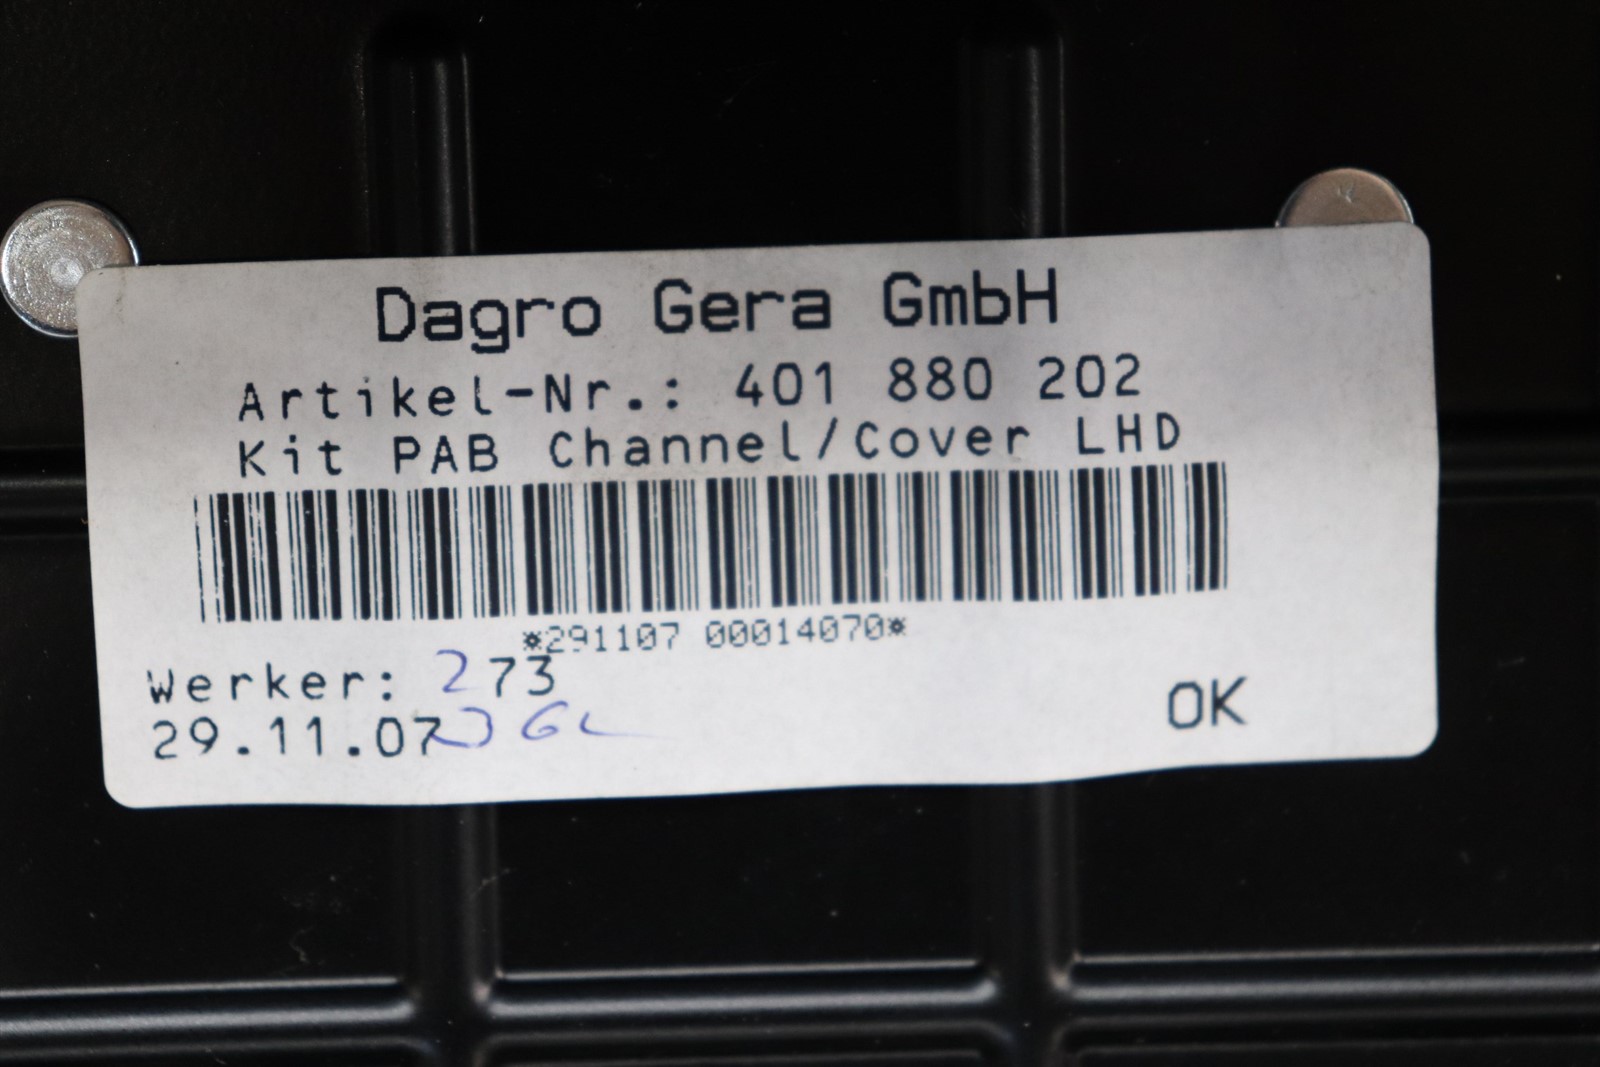 Dagro Gera GmbH
Artikel-Nr.: 401 880 202
Kit PAB Channel/Cover LHD
*291107 00014070*
Werker: 273
29.11.07
OK